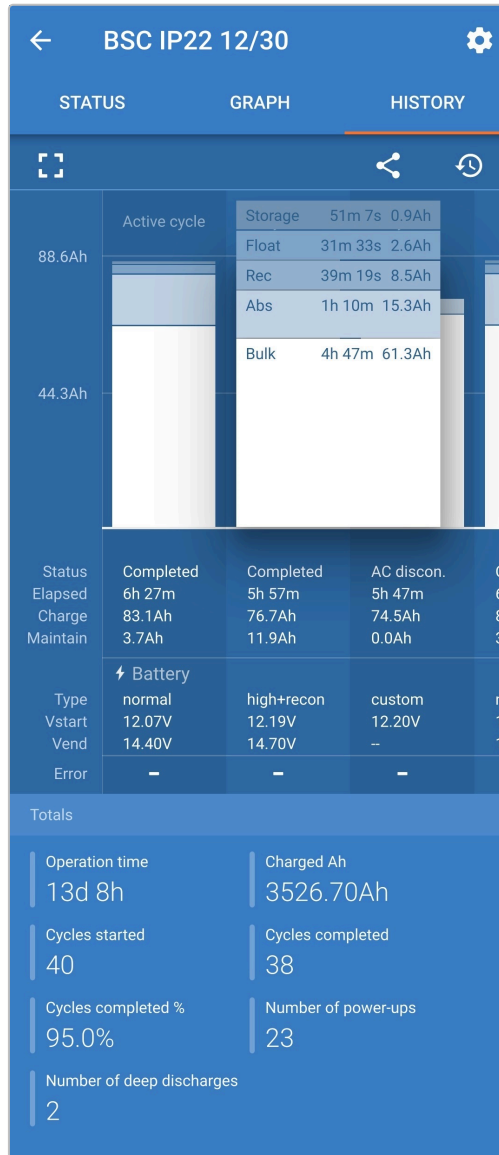 BSC IP22 12/30
STATUS GRAPH HISTORY
Active cycle
88.6Ah
44.3Ah
Storage 51m 7s 0.9Ah
Float 31m 33s 2.6Ah
Rec 39m 19s 8.5Ah
Abs 1h 10m 15.3Ah
Bulk 4h 47m 61.3Ah
Status Completed Completed AC discon.
Elapsed 6h 27m 5h 57m 5h 47m
Charge 83.1Ah 76.7Ah 74.5Ah
Maintain 3.7Ah 11.9Ah 0.0Ah
Battery
Type normal high+recon custom
Vstart 12.07V 12.19V 12.20V
Vend 14.40V 14.70V --
Error – – –
Totals
Operation time Charged Ah
13d 8h 3526.70Ah
Cycles started Cycles completed
40 38
Cycles completed % Number of power-ups
95.0% 23
Number of deep discharges
2